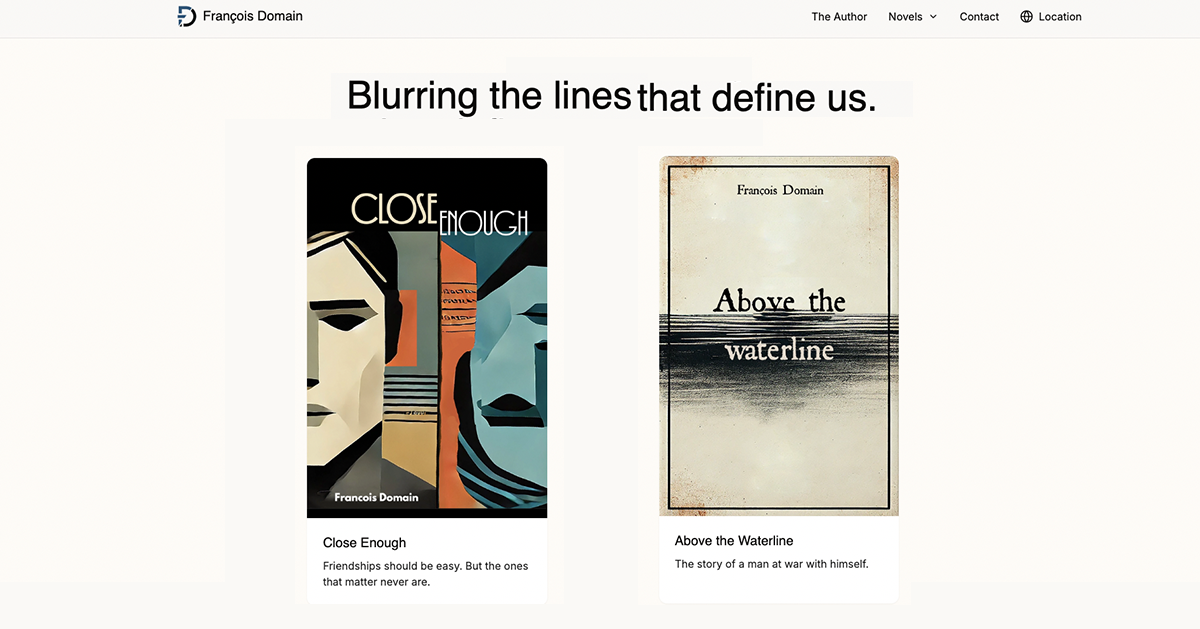 François Domain
The Author
Novels
Contact
Location
Blurring the lines that define us.
CLOSE ENOUGH
Francois Domain
Close Enough
Friendships should be easy. But the ones
that matter never are.
François Domain
Above the
waterline
Above the Waterline
The story of a man at war with himself.